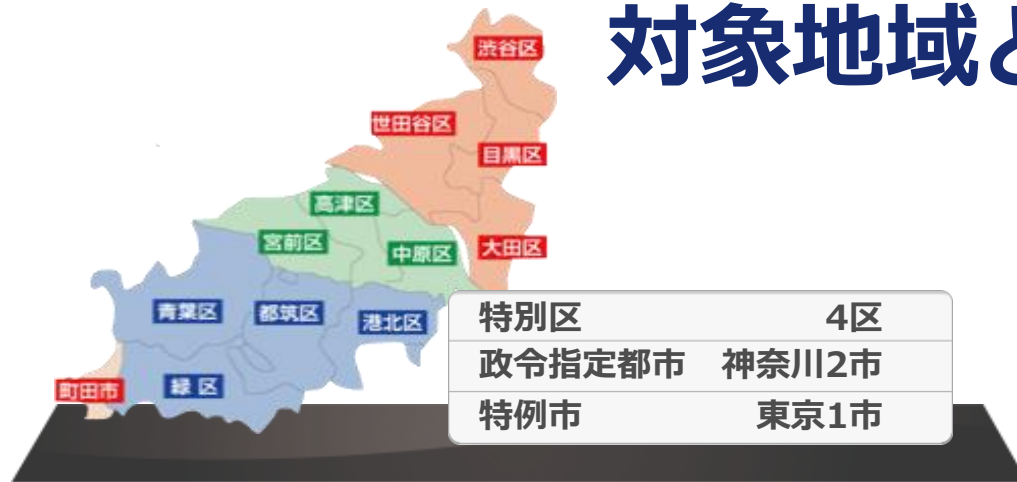 対象地域と
渋谷区
世田谷区
目黒区
高津区
宮前区
中原区
大田区
青葉区
都筑区
港北区
町田市
緑区
特別区 4区
政令指定都市 神奈川2市
特例市 東京1市